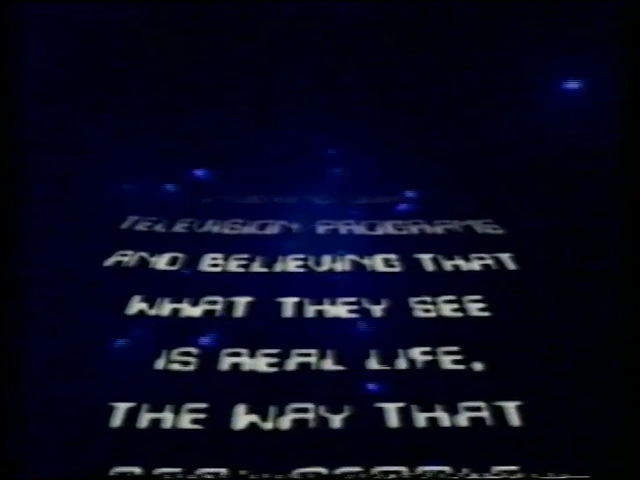 TELEVISION PROGRAMS
AND BELIEVING THAT
WHAT THEY SEE
IS REAL LIFE.
THE WAY THAT